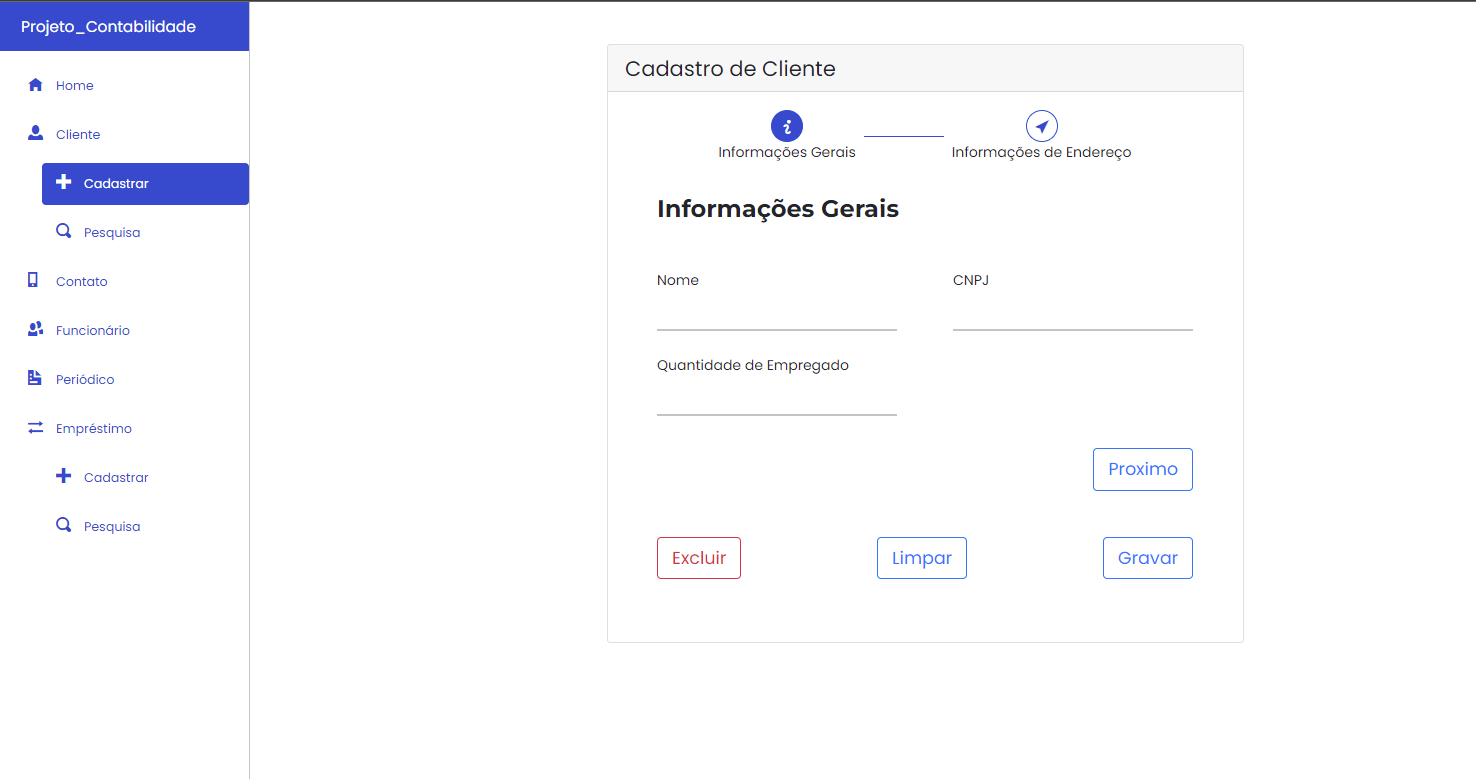 Projeto_Contabilidade
Home
Cliente
Cadastrar
Pesquisa
Contato
Funcionário
Periódico
Empréstimo
Cadastrar
Pesquisa
Cadastro de Cliente
Informações Gerais
Informações de Endereço
Informações Gerais
Nome
CNPJ
Quantidade de Empregado
Proximo
Excluir
Limpar
Gravar